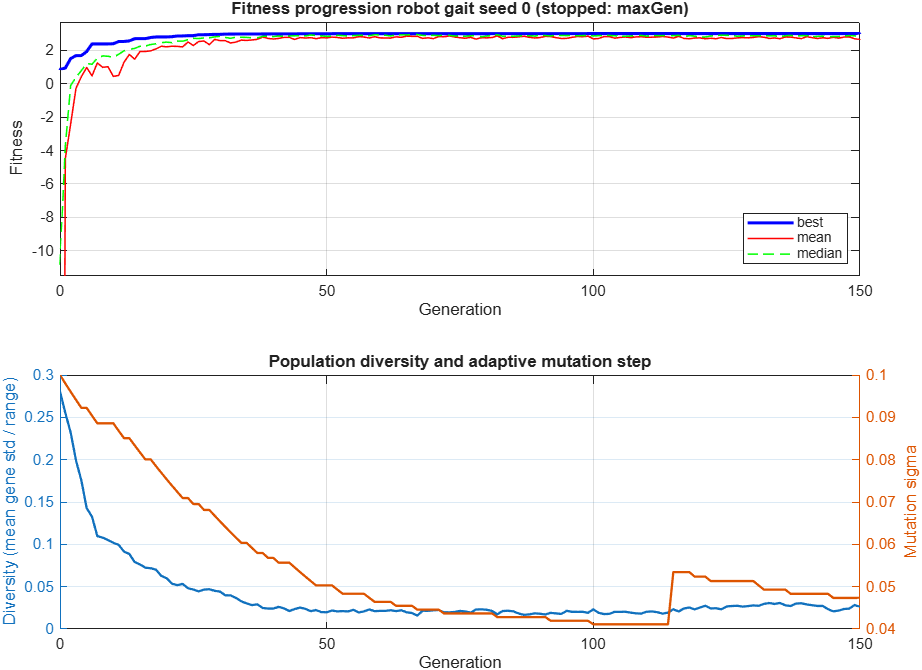 Fitness progression robot gait seed 0 (stopped: maxGen)
2
0
-2
-4
-6
-8
-10
Fitness
best
mean
median
0 50 100 150
Generation
Population diversity and adaptive mutation step
0.3
0.25
0.2
0.15
0.1
0.05
0
Diversity (mean gene std / range)
0.1
0.09
0.08
0.07
0.06
0.05
0.04
Mutation sigma
0 50 100 150
Generation